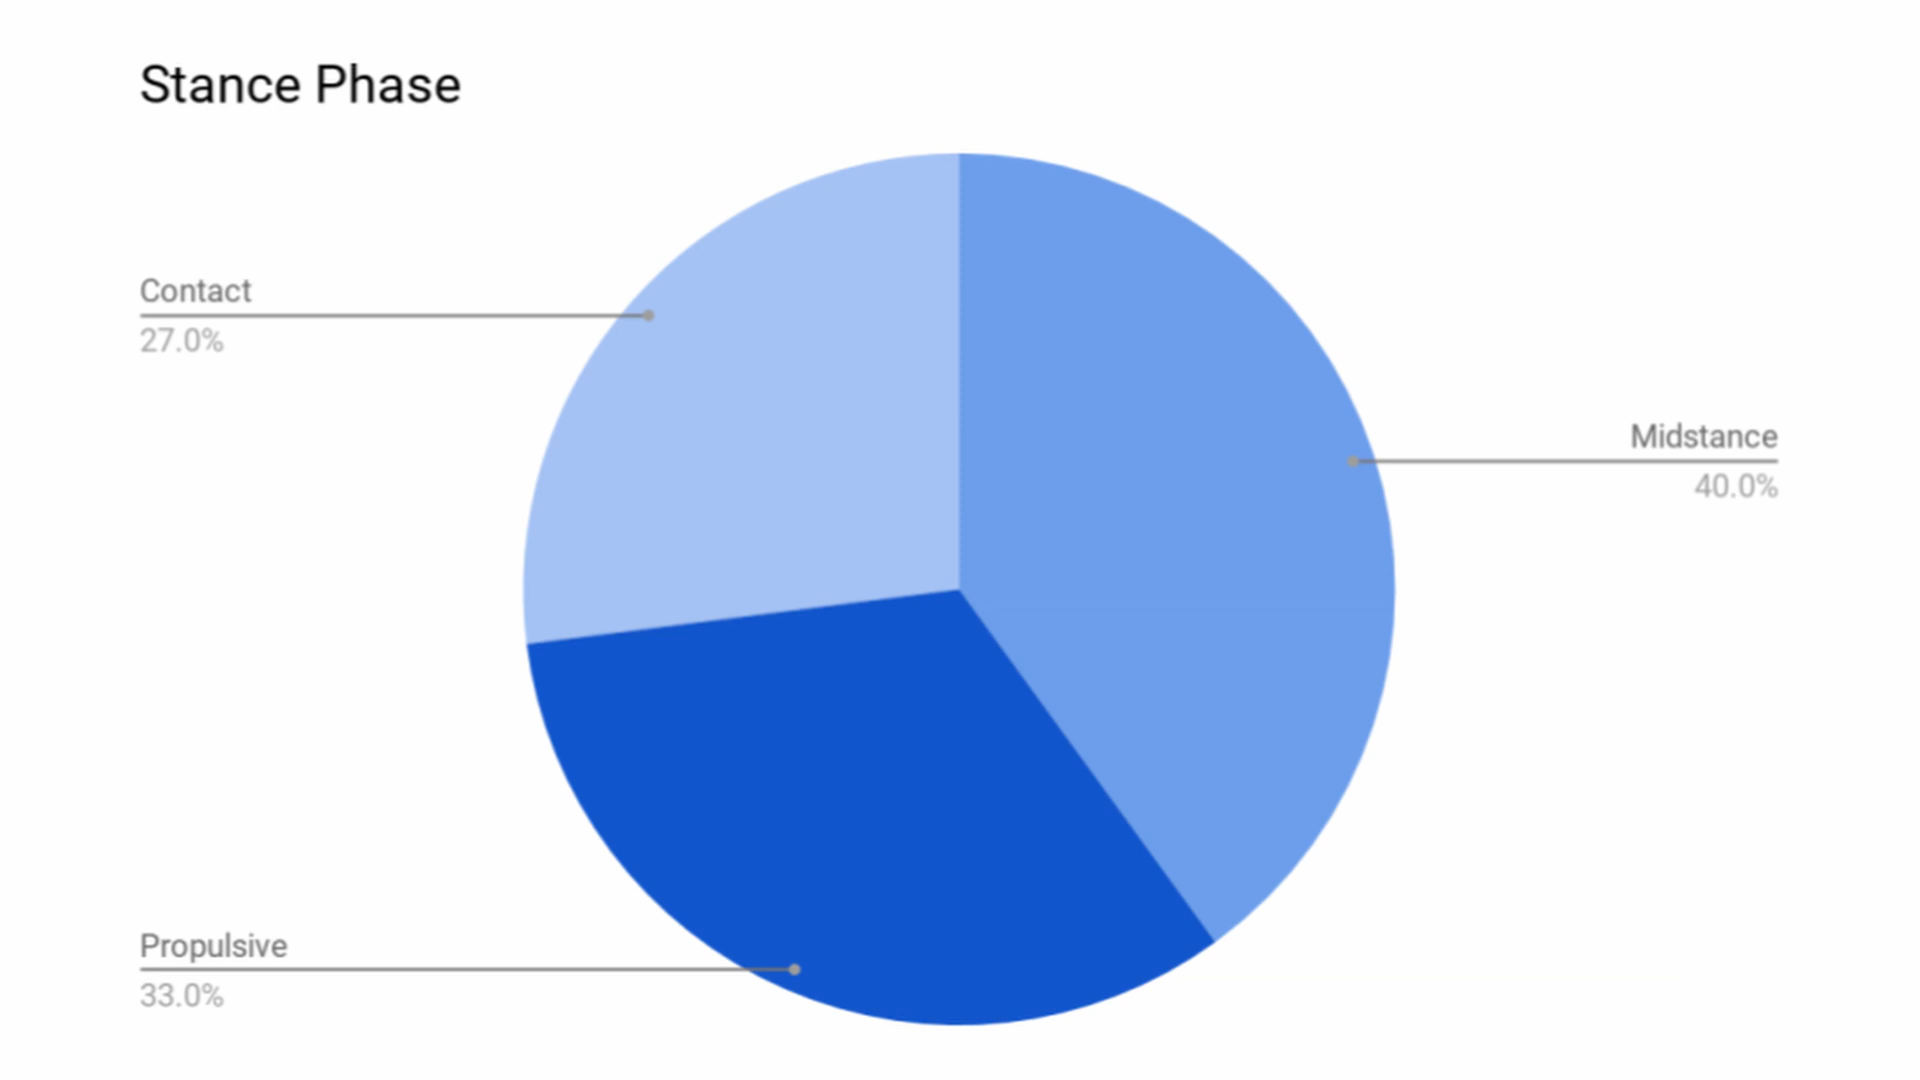 Stance Phase
Contact
27.0%
Midstance
40.0%
Propulsive
33.0%